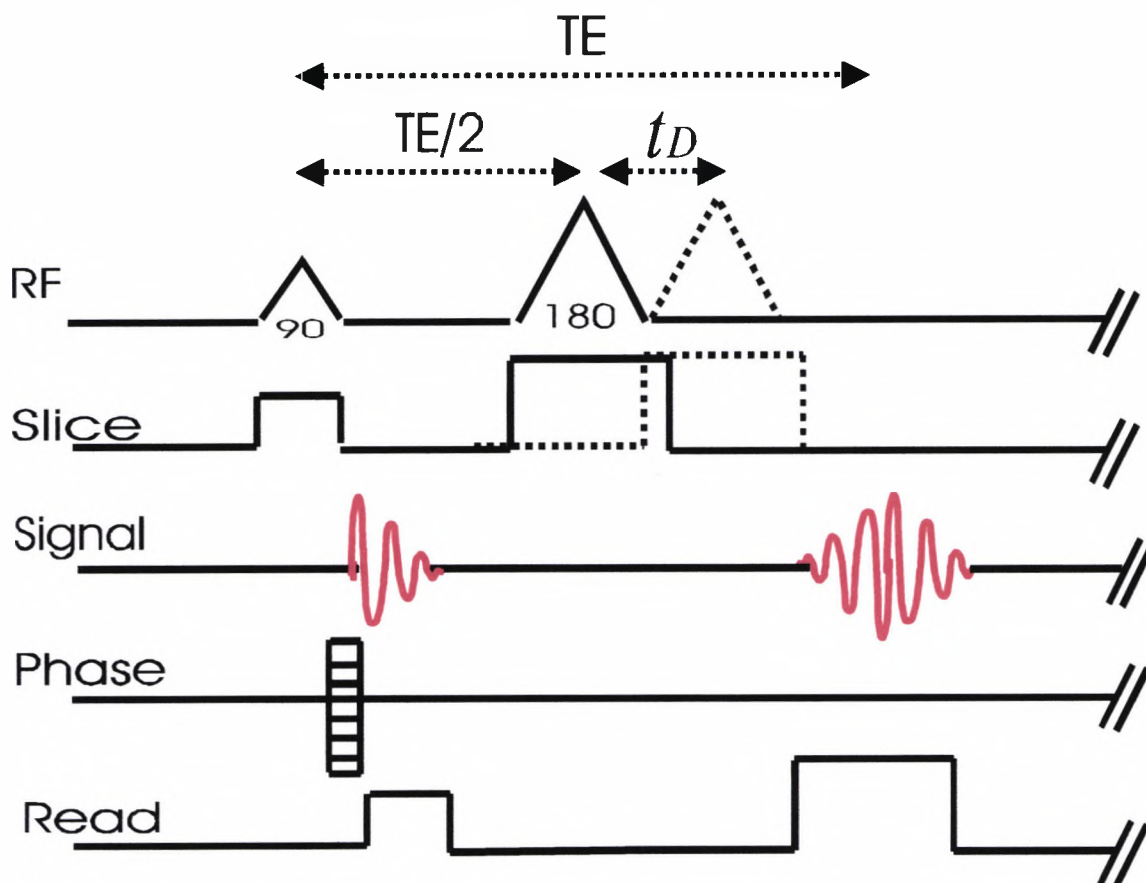 TE
TE/2
tD
RF
90
180
Slice
Signal
Phase
Read